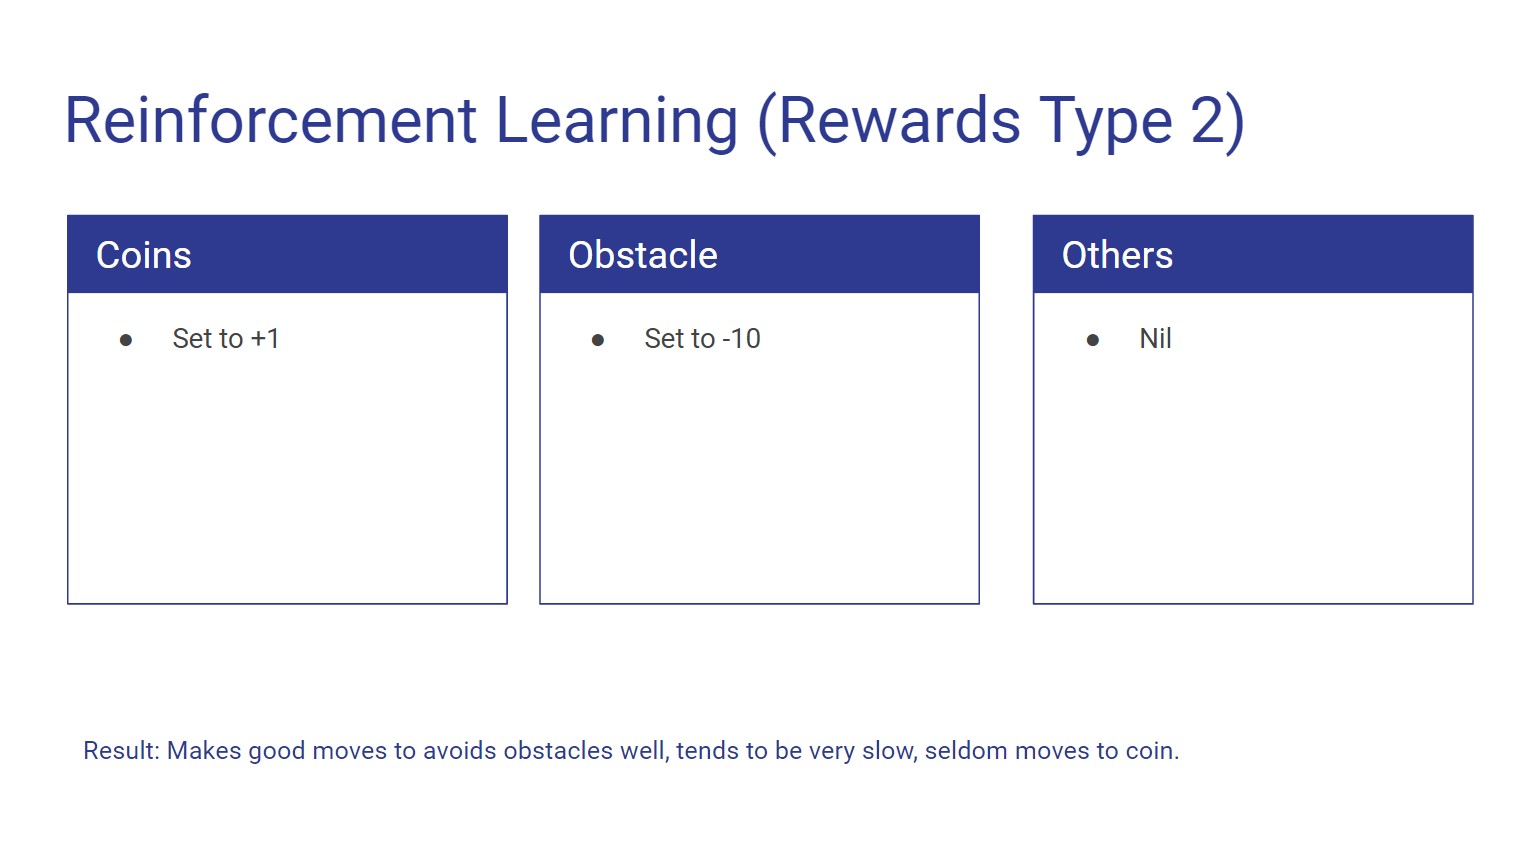 Reinforcement Learning (Rewards Type 2)
Coins
● Set to +1
Obstacle
● Set to -10
Others
● Nil
Result: Makes good moves to avoids obstacles well, tends to be very slow, seldom moves to coin.